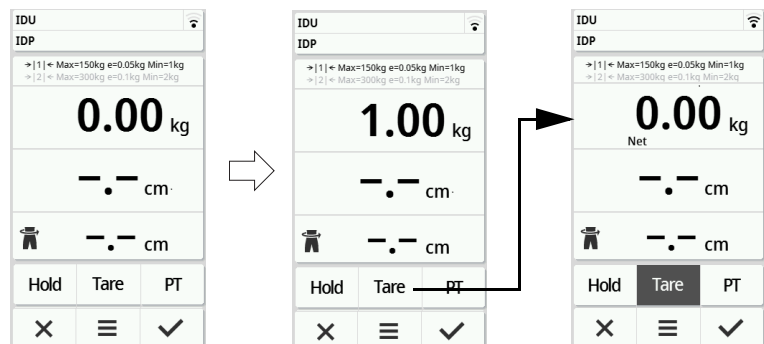 IDU
IDP
→|1|← Max=150kg e=0.05kg Min=1kg
→|2|← Max=300kg e=0.1kg Min=2kg
0.00 kg
–.– cm
–.– cm
Hold Tare PT
IDU
IDP
→|1|← Max=150kg e=0.05kg Min=1kg
→|2|← Max=300kg e=0.1kg Min=2kg
1.00 kg
–.– cm
–.– cm
Hold Tare PT
IDU
IDP
→|1|← Max=150kg e=0.05kg Min=1kg
→|2|← Max=300kg e=0.1kg Min=2kg
0.00 kg
Net
–.– cm
–.– cm
Hold Tare PT